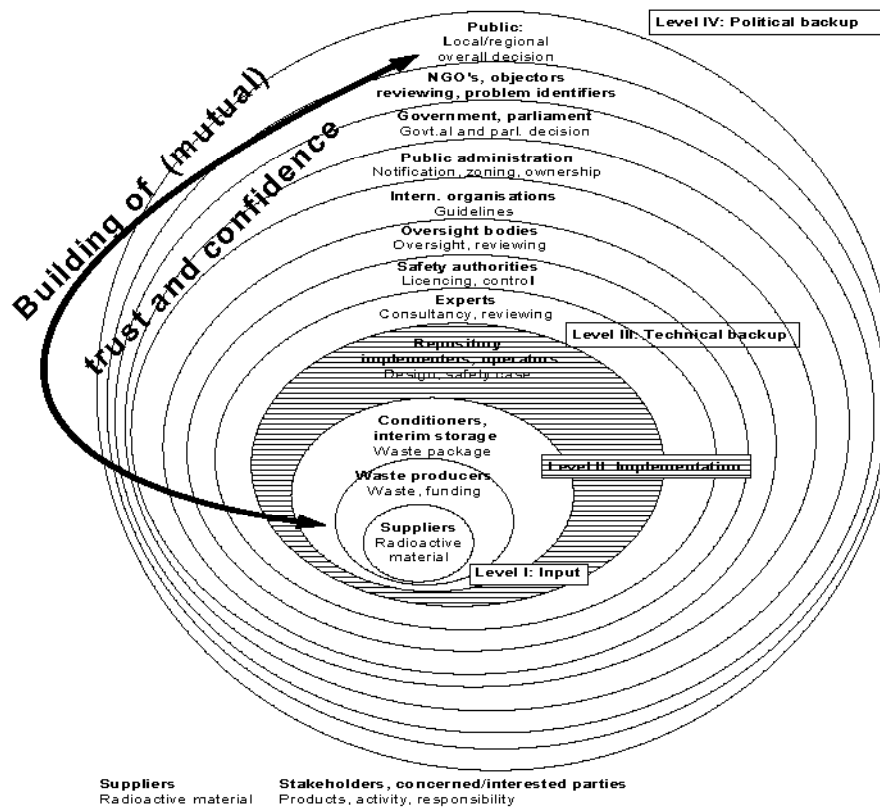 Level IV: Political backup
Public:
Local/regional
overall decision
NGO's, objectors
reviewing, problem identifiers
Government, parliament
Govt.al and parl. decision
Public administration
Notification, zoning, ownership
Intern. organisations
Guidelines
Oversight bodies
Oversight, reviewing
Safety authorities
Licencing, control
Experts
Consultancy, reviewing
Level III: Technical backup
Repository
implementers, operators
Design, safety case
Conditioners,
interim storage
Waste package
Level II: Implementation
Waste producers
Waste, funding
Suppliers
Radioactive
material
Level I: Input
Building of (mutual)
trust and confidence
Suppliers
Radioactive material
Stakeholders, concerned/interested parties
Products, activity, responsibility